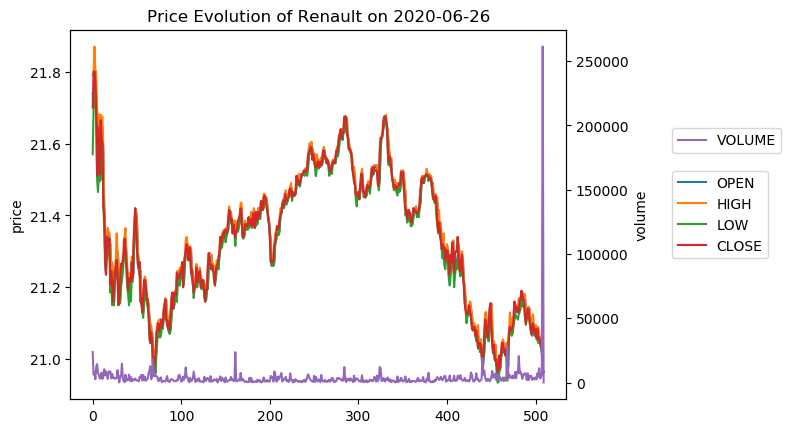 Price Evolution of Renault on 2020-06-26
21.8
21.6
21.4
21.2
21.0
price
0
100
200
300
400
500
250000
200000
150000
100000
50000
0
volume
VOLUME
OPEN
HIGH
LOW
CLOSE